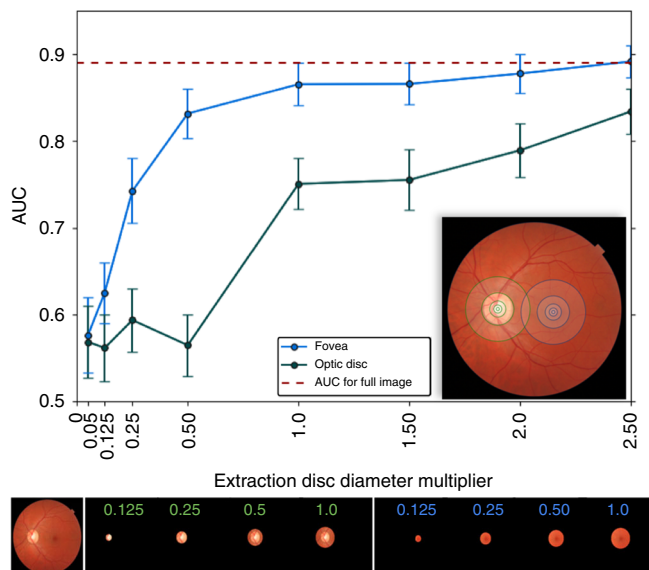 0.9
0.8
0.7
0.6
0.5
AUC
Fovea
Optic disc
AUC for full image
0
0.05
0.125
0.25
0.50
1.0
1.50
2.0
2.50
Extraction disc diameter multiplier
0.125 0.25 0.5 1.0 0.125 0.25 0.50 1.0